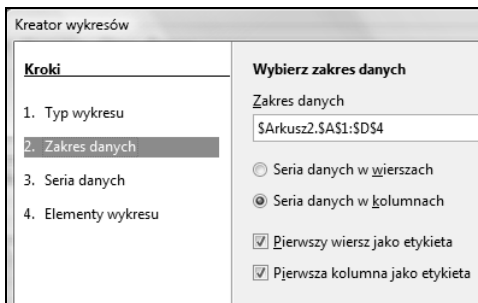 Kreator wykresów
Kroki
1. Typ wykresu
2. Zakres danych
3. Seria danych
4. Elementy wykresu
Wybierz zakres danych
Zakres danych
$Arkusz2.$A$1:$D$4
Seria danych w wierszach
Seria danych w kolumnach
Pierwszy wiersz jako etykieta
Pierwsza kolumna jako etykieta